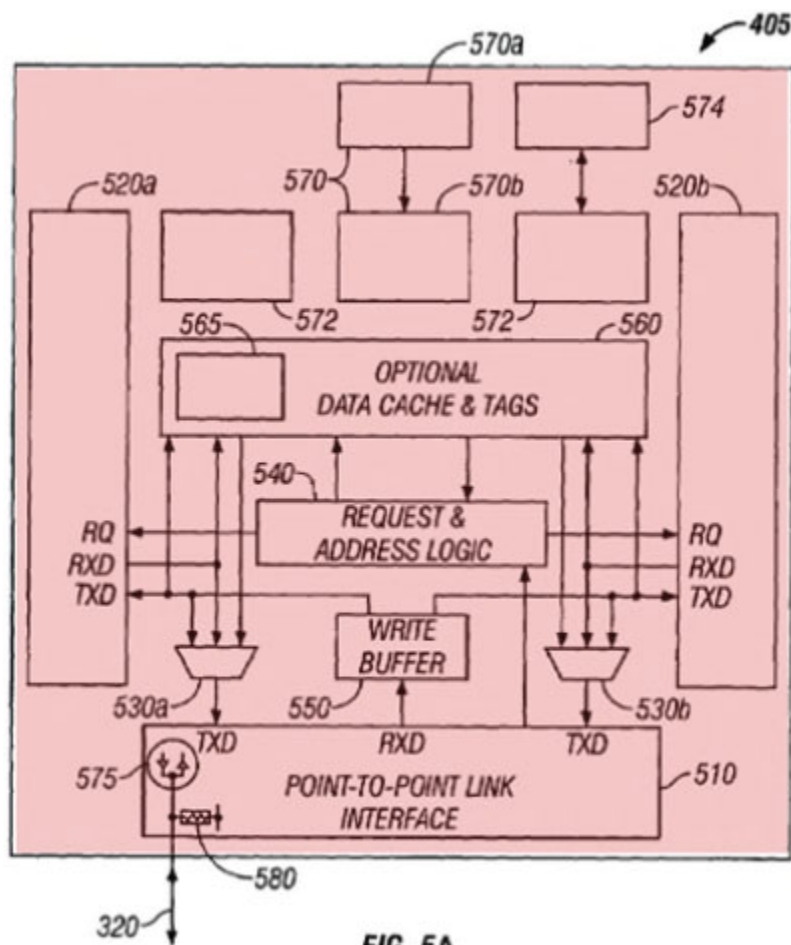 405
570a
574
520a
570
570b
520b
572
572
560
565
OPTIONAL
DATA CACHE & TAGS
540
REQUEST &
ADDRESS LOGIC
RQ
RXD
TXD
RQ
RXD
TXD
WRITE
BUFFER
530a
550
530b
TXD
RXD
TXD
575
POINT-TO-POINT LINK
INTERFACE
510
580
320
FIG. 5A